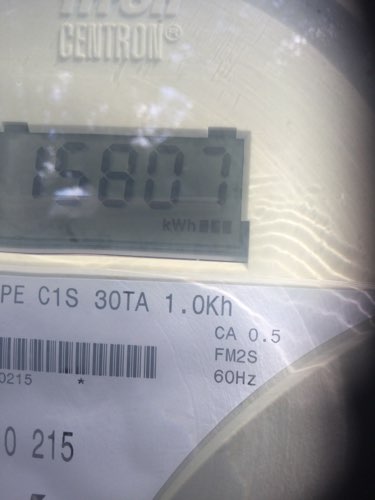 CENTRON®
15807
kWh
PE C1S 30TA 1.0Kh
CA 0.5
FM2S
60Hz
0215 *
0 215